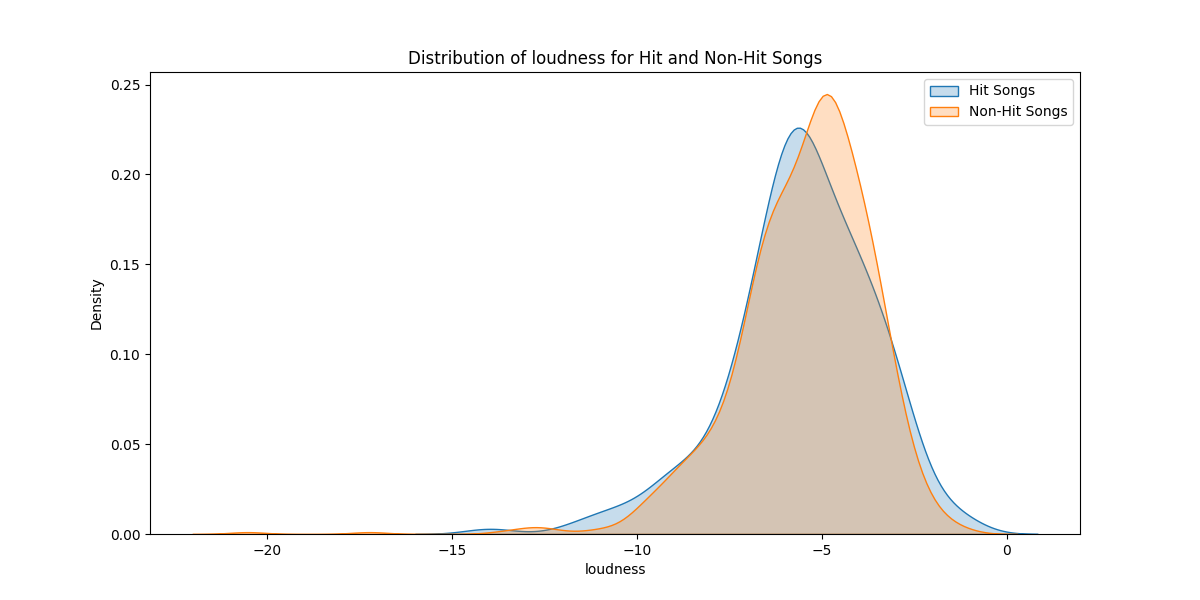 Distribution of loudness for Hit and Non-Hit Songs
Hit Songs
Non-Hit Songs
Density
0.25
0.20
0.15
0.10
0.05
0.00
−20
−15
−10
−5
0
loudness